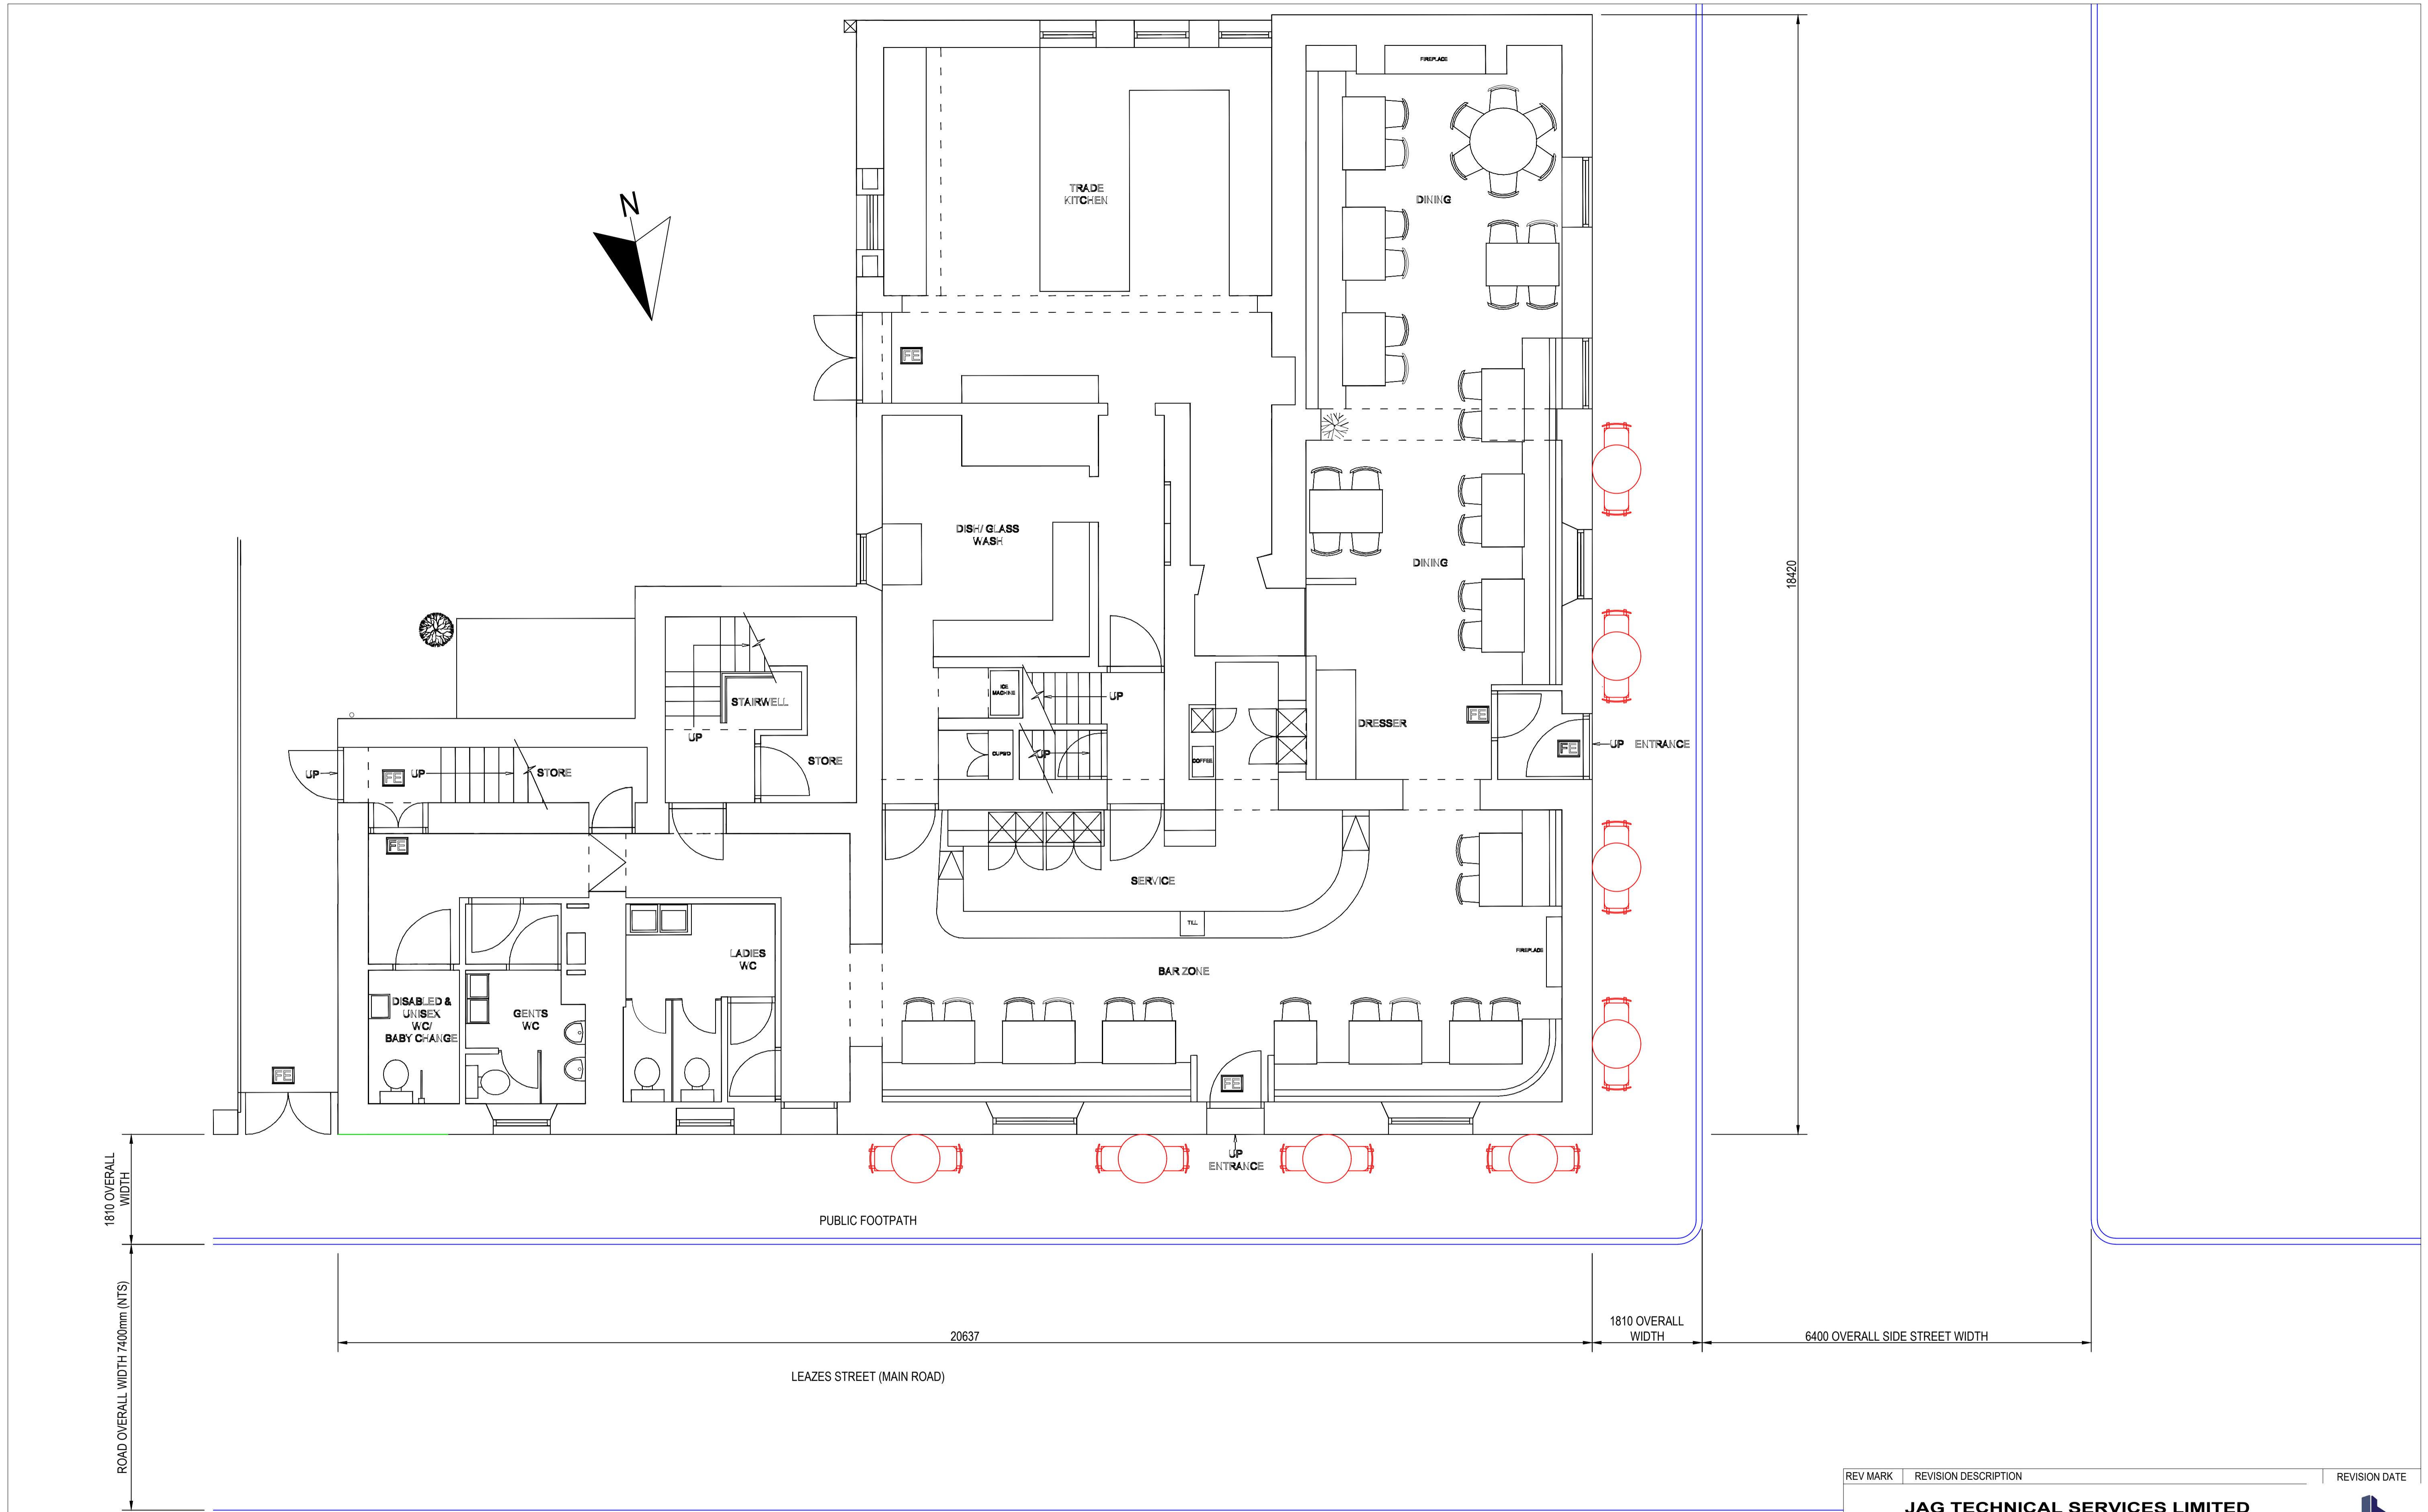 FIREPLACE
N
TRADE
KITCHEN
DINING
FE
DISH/ GLASS
WASH
DINING
18420
ICE
MACHINE
UP
STAIRWELL
UP
DRESSER
FE
FE
UP ENTRANCE
CUPBD
UP
COFFEE
STORE
UP
FE
UP
STORE
FE
SERVICE
TILL
FIREPLACE
LADIES
WC
BAR ZONE
DISABLED &
UNISEX
WC/
BABY CHANGE
GENTS
WC
FE
FE
UP
ENTRANCE
1810 OVERALL
WIDTH
PUBLIC FOOTPATH
ROAD OVERALL WIDTH 7400mm (NTS)
20637
1810 OVERALL
WIDTH
6400 OVERALL SIDE STREET WIDTH
LEAZES STREET (MAIN ROAD)
REV MARK REVISION DESCRIPTION REVISION DATE
JAG TECHNICAL SERVICES LIMITED